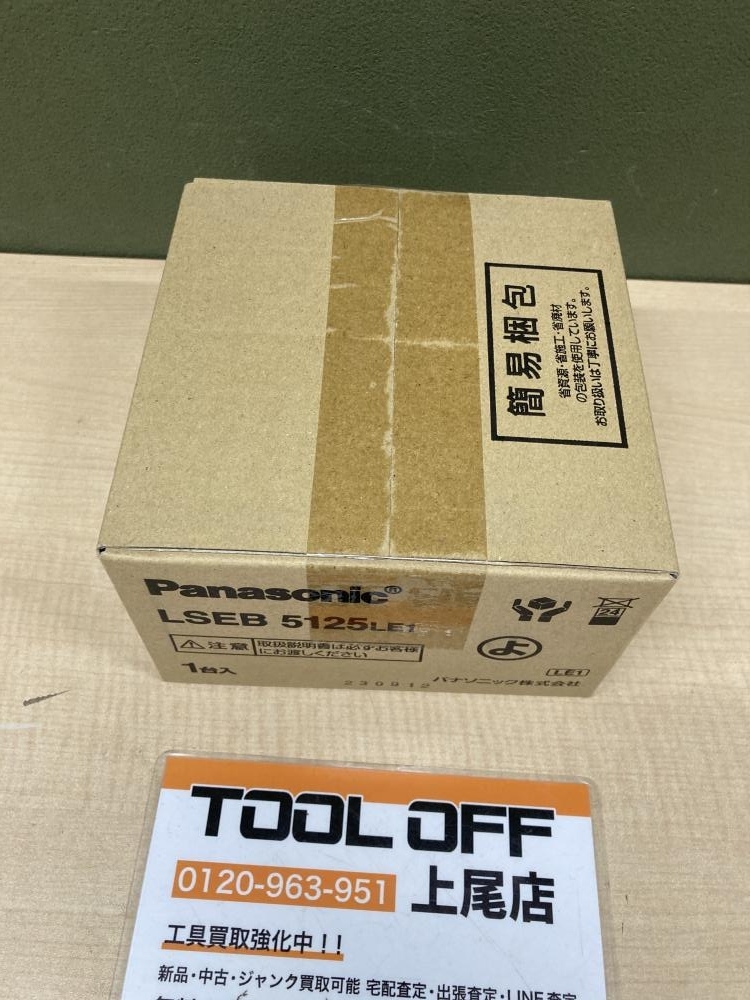 簡易梱包
省資源・省施工・省廃材
の包装を使用しています。
お取り扱いは丁寧にお願いします。
Panasonic®
LSEB 5125LE1
⚠注意 取扱説明書は必ずお客様
にお渡しください
1台入
24
よ
LE1
230912
パナソニック株式会社
TOOL OFF
0120-963-951 上尾店
工具買取強化中!!
新品・中古・ジャンク買取可能 宅配査定・出張査定・LINE査定